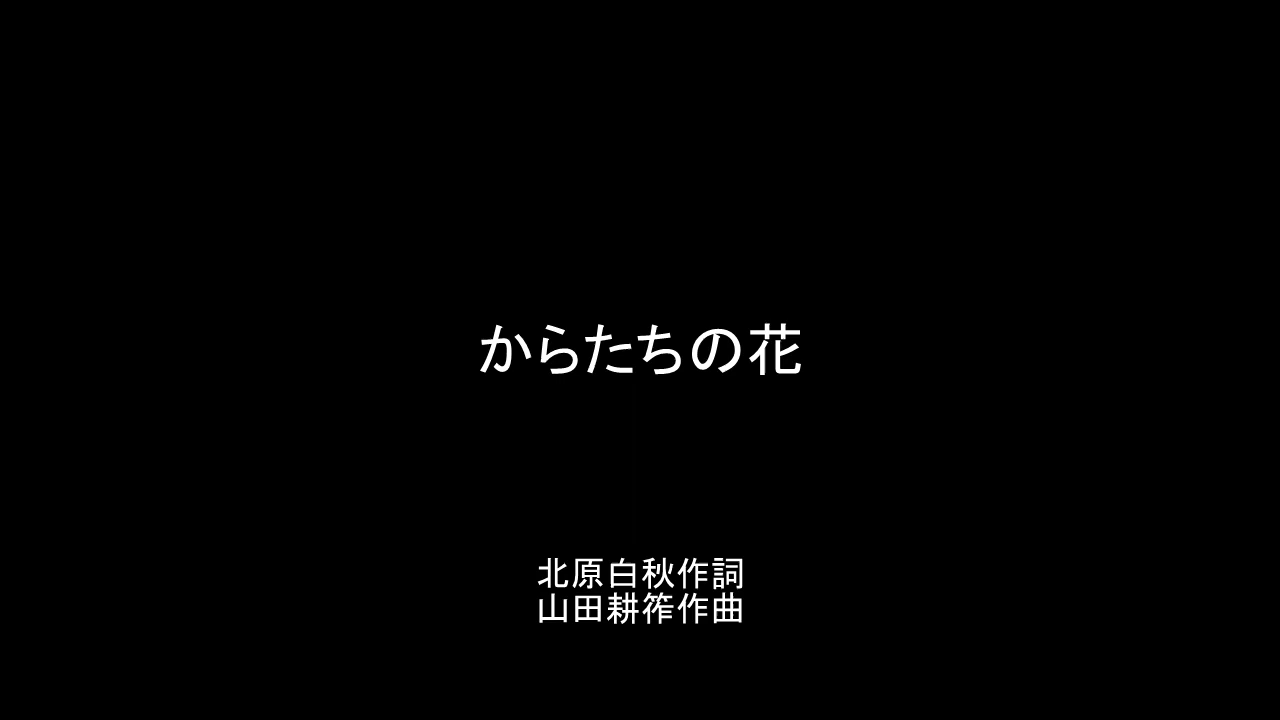 からたちの花
北原白秋作詞
山田耕筰作曲